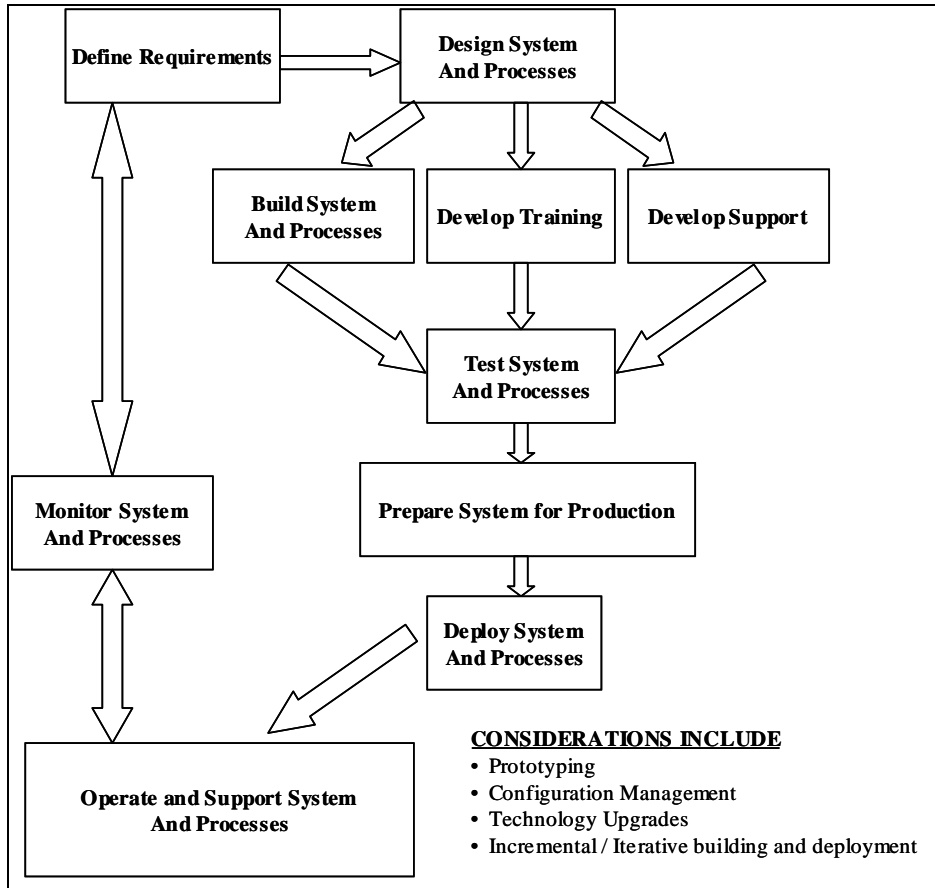 Define Requirements
Design System
And Processes
Build System
And Processes
Develop Training
Develop Support
Test System
And Processes
Monitor System
And Processes
Prepare System for Production
Deploy System
And Processes
Operate and Support System
And Processes
CONSIDERATIONS INCLUDE
• Prototyping
• Configuration Management
• Technology Upgrades
• Incremental / Iterative building and deployment